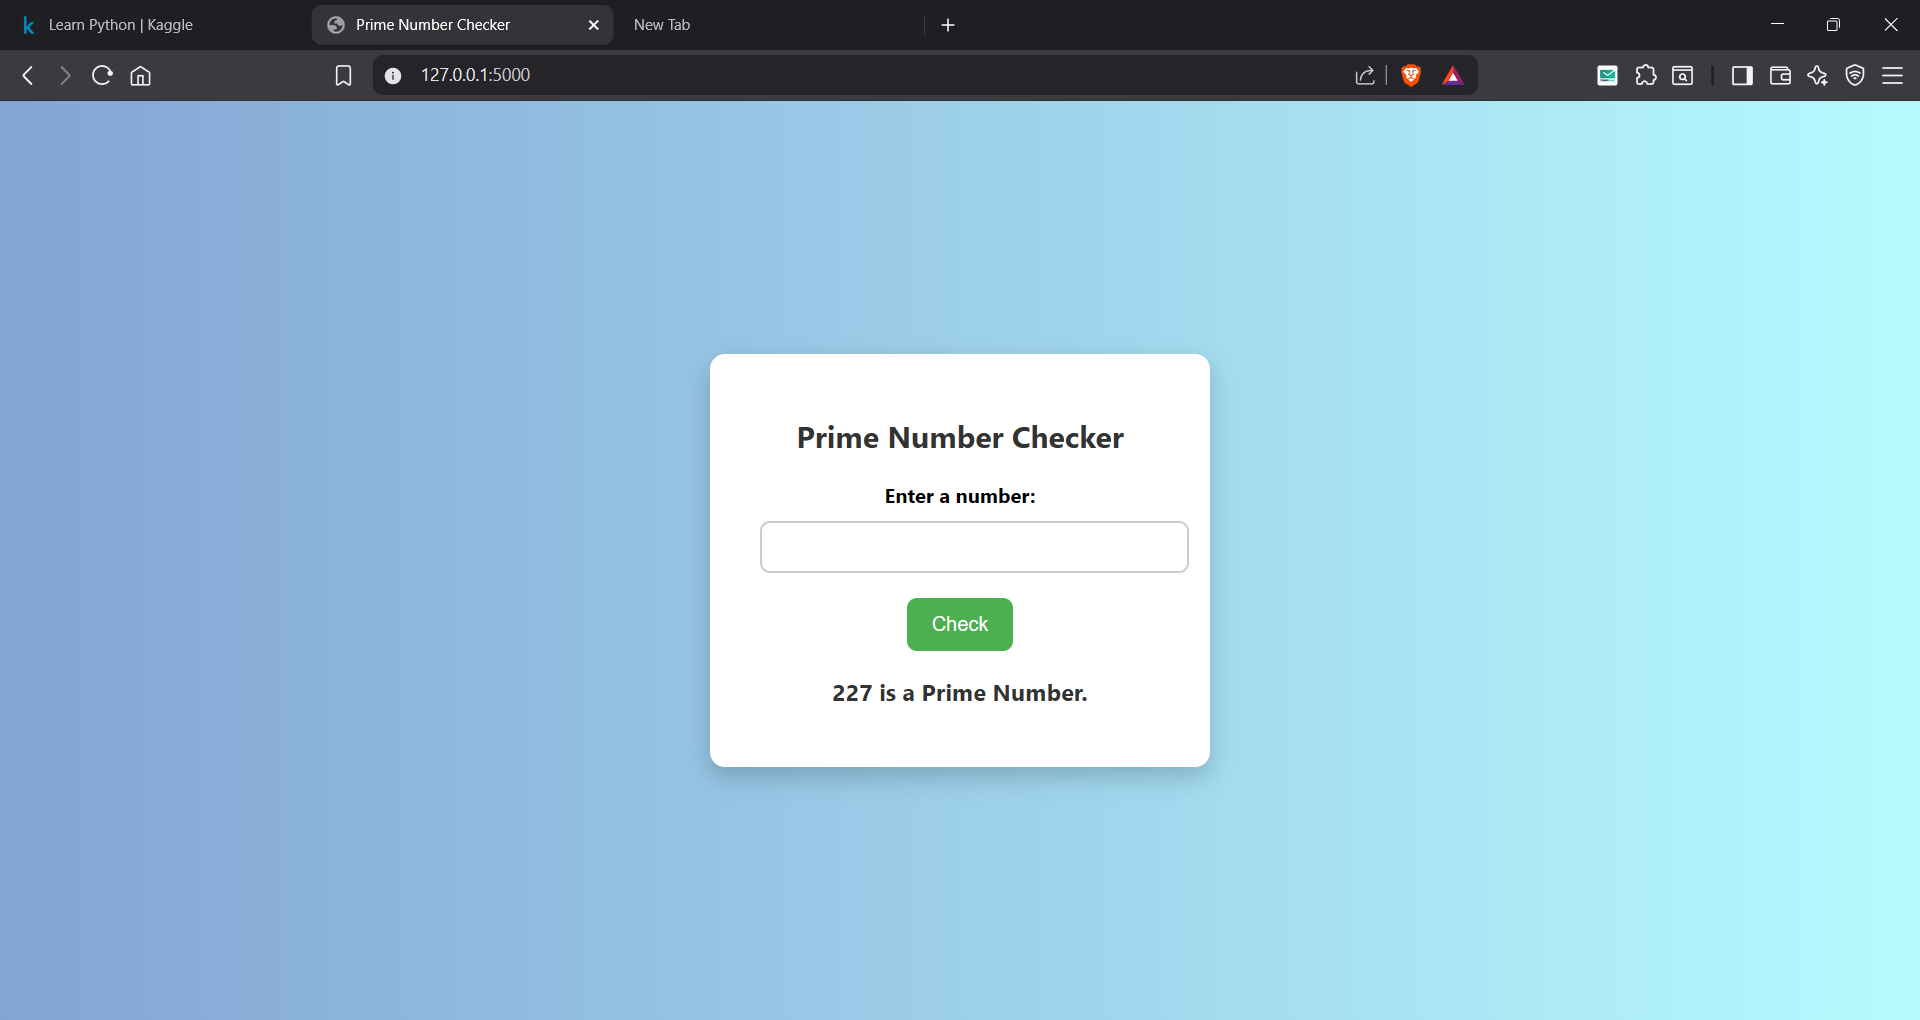 Learn Python | Kaggle
Prime Number Checker
New Tab
127.0.0.1:5000
Prime Number Checker
Enter a number:
Check
227 is a Prime Number.